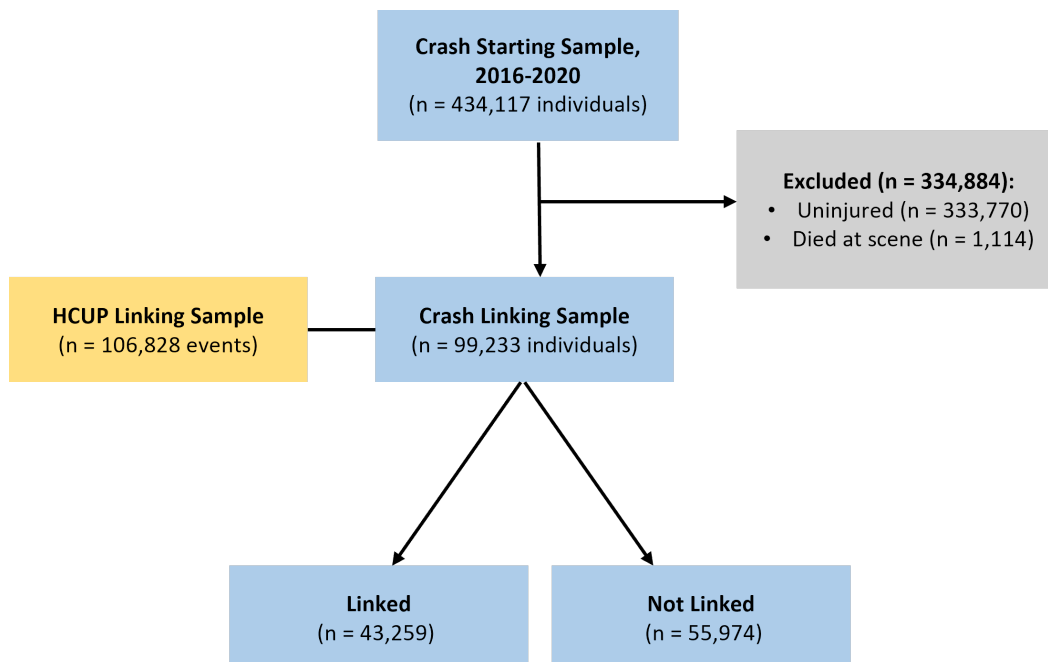 Crash Starting Sample,
2016-2020
(n = 434,117 individuals)
Excluded (n = 334,884):
• Uninjured (n = 333,770)
• Died at scene (n = 1,114)
HCUP Linking Sample
(n = 106,828 events)
Crash Linking Sample
(n = 99,233 individuals)
Linked
(n = 43,259)
Not Linked
(n = 55,974)